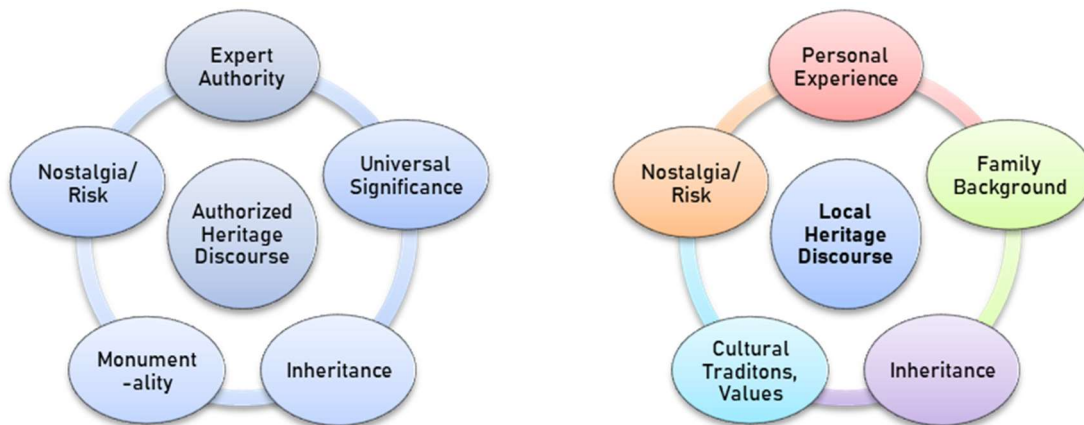 Expert
Authority
Universal
Significance
Inheritance
Monument
-ality
Nostalgia/
Risk
Authorized
Heritage
Discourse
Personal
Experience
Family
Background
Inheritance
Cultural
Traditons,
Values
Nostalgia/
Risk
Local
Heritage
Discourse